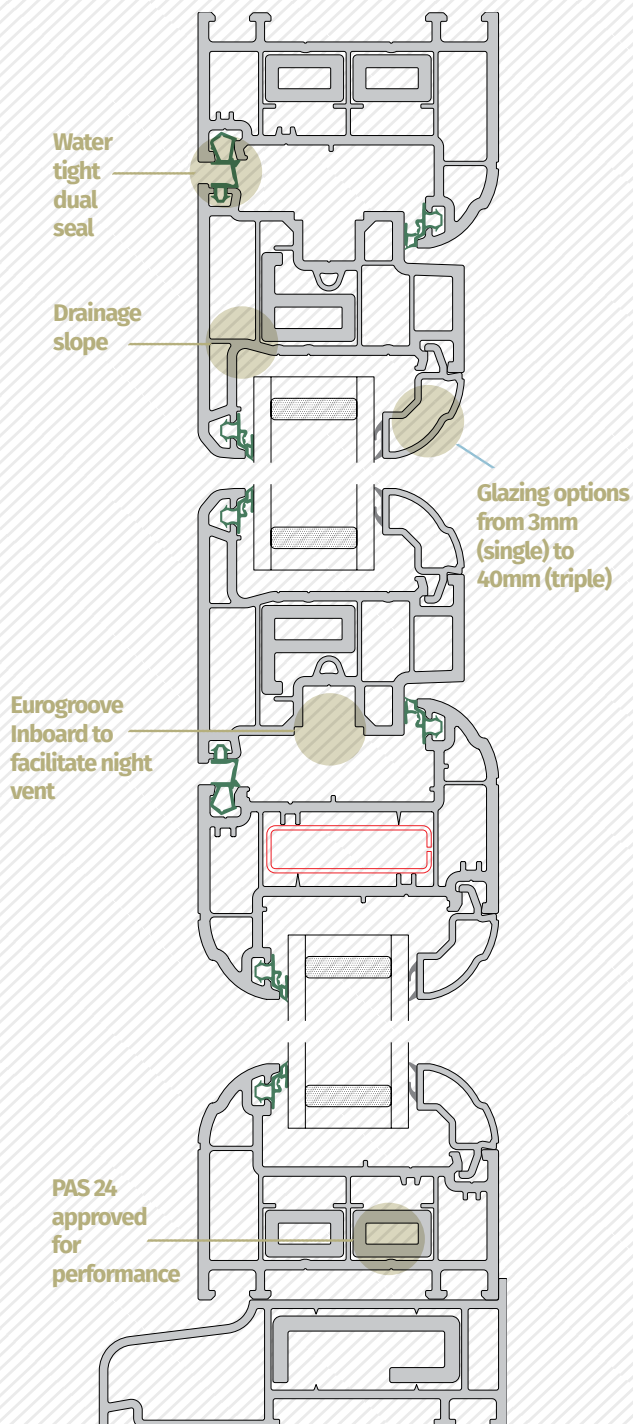 Water
tight
dual
seal
Drainage
slope
Glazing options
from 3mm
(single) to
40mm (triple)
Eurogroove
Inboard to
facilitate night
vent
PAS 24
approved
for
performance